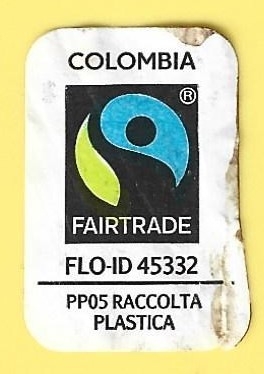 COLOMBIA
®
FAIRTRADE
FLO-ID 45332
PP05 RACCOLTA
PLASTICA